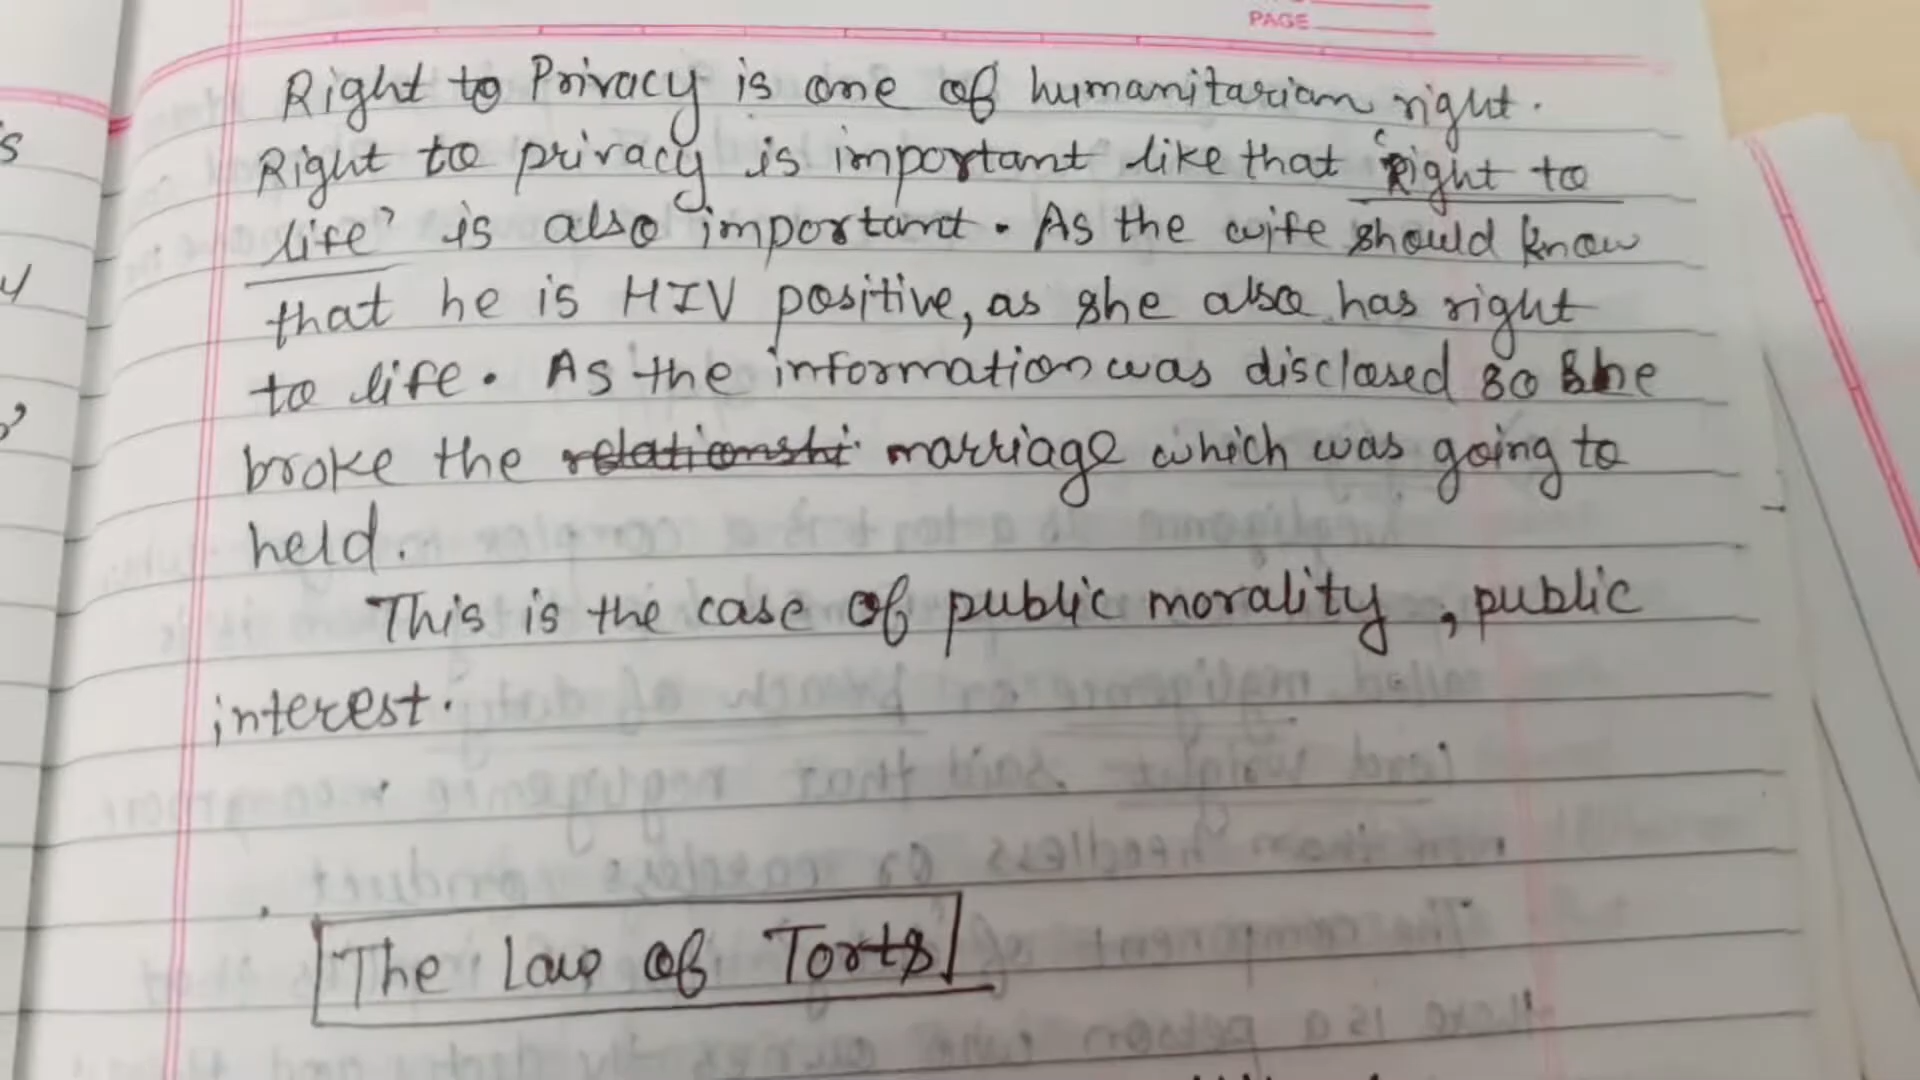 PAGE
Right to Privacy is one of humanitarian right.
Right to privacy is important like that 'Right to
life' is also important. As the wife should know
that he is HIV positive, as she also has right
to life. As the information was disclosed so she
broke the relationshi marriage which was going to
held.
This is the case of public morality, public
interest.
The Law of Torts